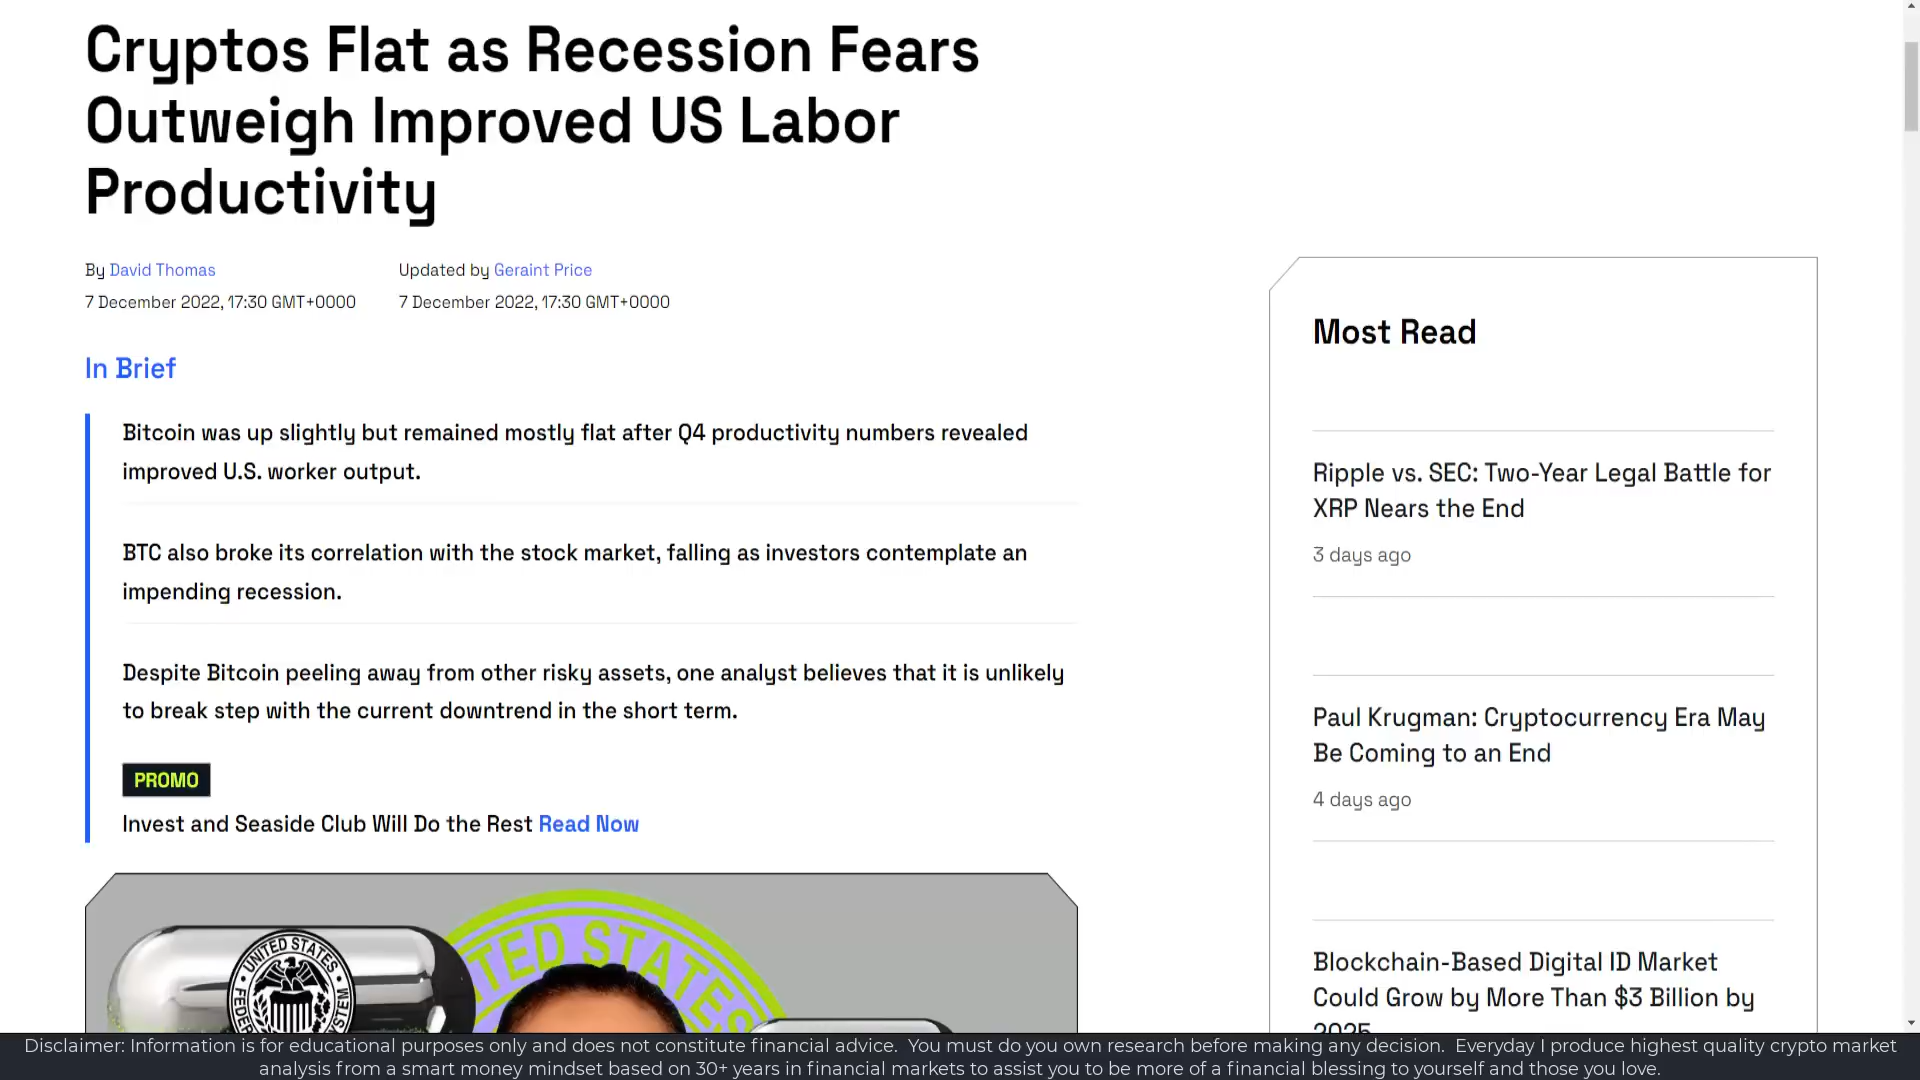 Cryptos Flat as Recession Fears
Outweigh Improved US Labor
Productivity
By David Thomas
7 December 2022, 17:30 GMT+0000
Updated by Geraint Price
7 December 2022, 17:30 GMT+0000
In Brief
Bitcoin was up slightly but remained mostly flat after Q4 productivity numbers revealed
improved U.S. worker output.
BTC also broke its correlation with the stock market, falling as investors contemplate an
impending recession.
Despite Bitcoin peeling away from other risky assets, one analyst believes that it is unlikely
to break step with the current downtrend in the short term.
PROMO
Invest and Seaside Club Will Do the Rest Read Now
UNITED STATES
UNITED STATES
Most Read
Ripple vs. SEC: Two-Year Legal Battle for
XRP Nears the End
3 days ago
Paul Krugman: Cryptocurrency Era May
Be Coming to an End
4 days ago
Blockchain-Based Digital ID Market
Could Grow by More Than $3 Billion by
2025
Disclaimer: Information is for educational purposes only and does not constitute financial advice.  You must do you own research before making any decision.  Everyday I produce highest quality crypto market
analysis from a smart money mindset based on 30+ years in financial markets to assist you to be more of a financial blessing to yourself and those you love.